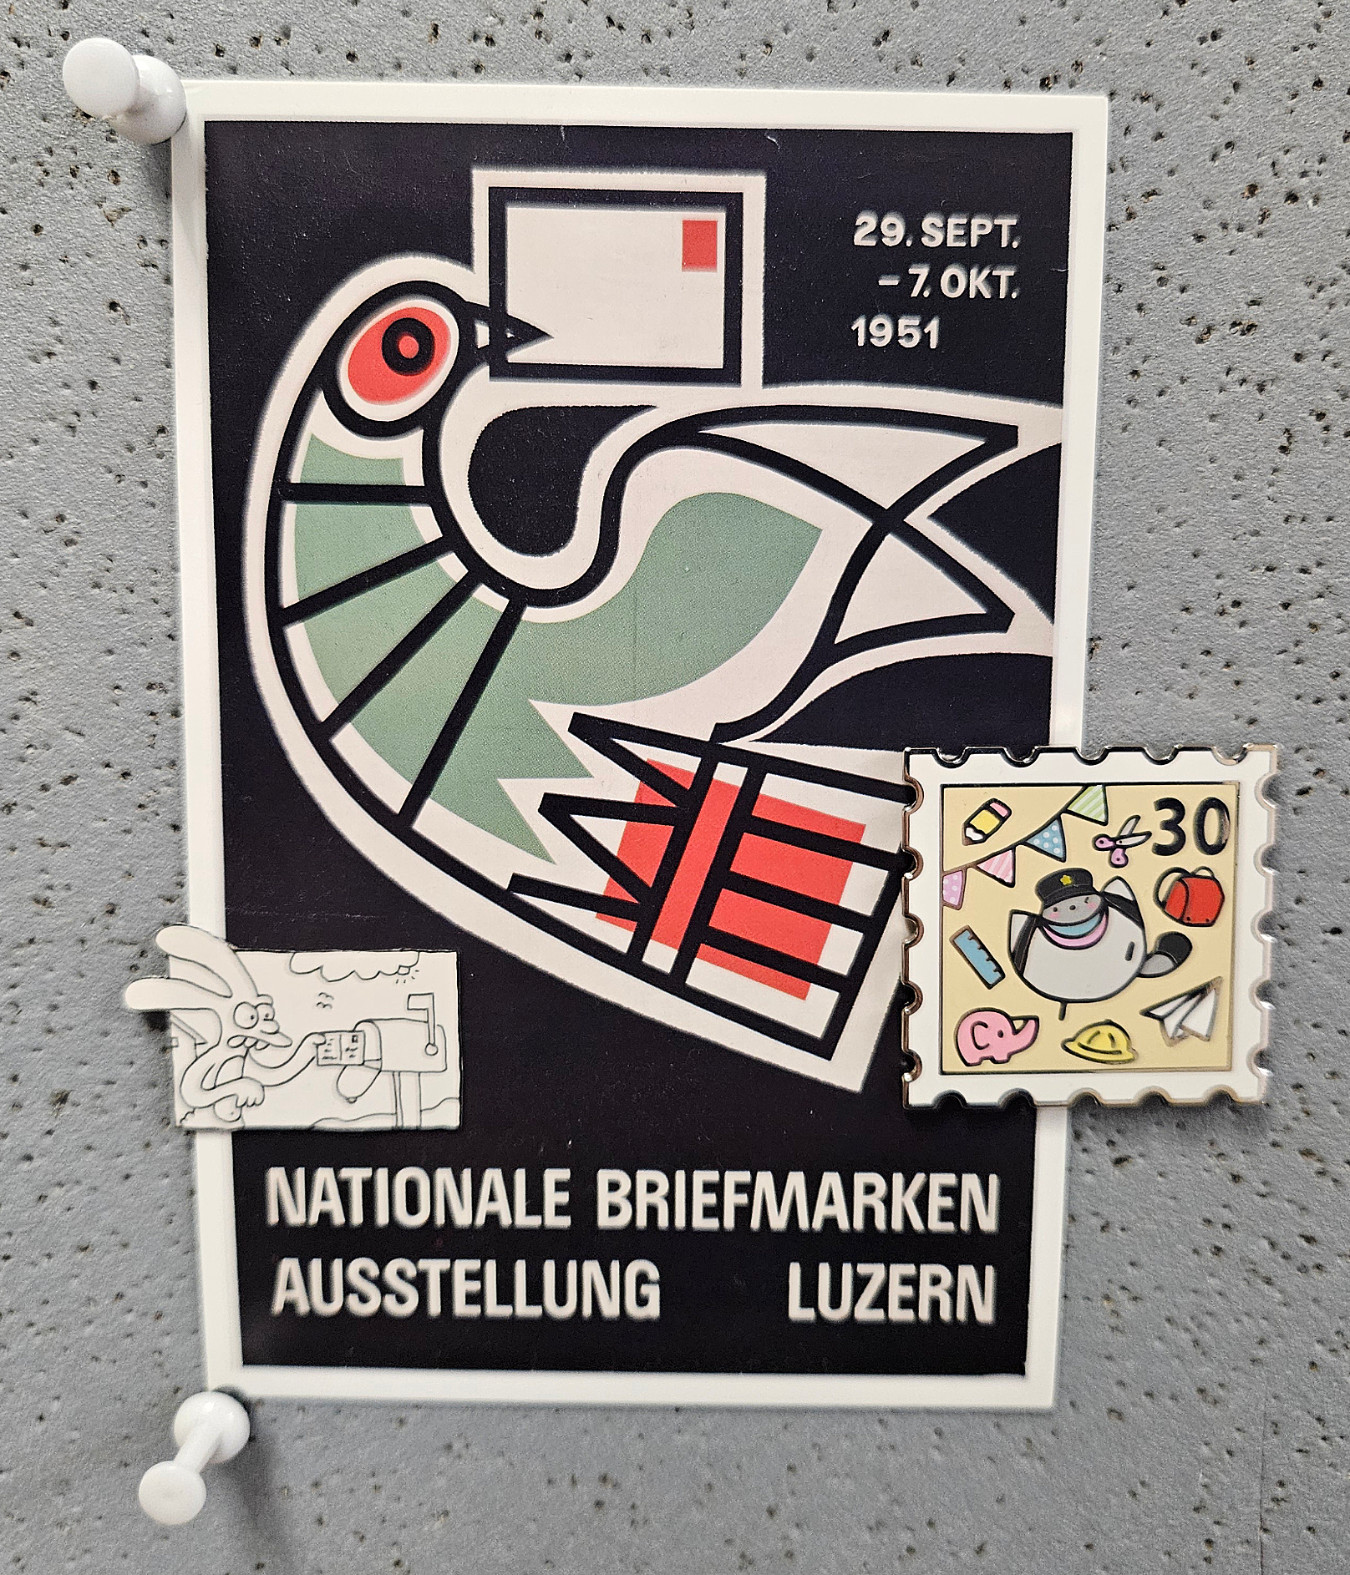 29. SEPT.
– 7. OKT.
1951
30
NATIONALE BRIEFMARKEN
AUSSTELLUNG LUZERN